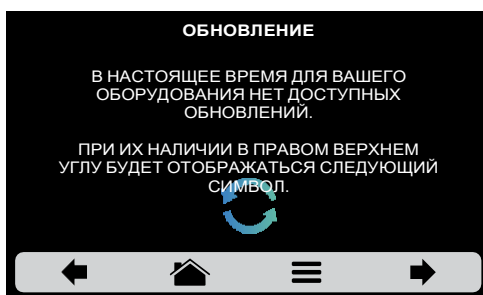 ОБНОВЛЕНИЕ
В НАСТОЯЩЕЕ ВРЕМЯ ДЛЯ ВАШЕГО
ОБОРУДОВАНИЯ НЕТ ДОСТУПНЫХ
ОБНОВЛЕНИЙ.
ПРИ ИХ НАЛИЧИИ В ПРАВОМ ВЕРХНЕМ
УГЛУ БУДЕТ ОТОБРАЖАТЬСЯ СЛЕДУЮЩИЙ
СИМВОЛ.